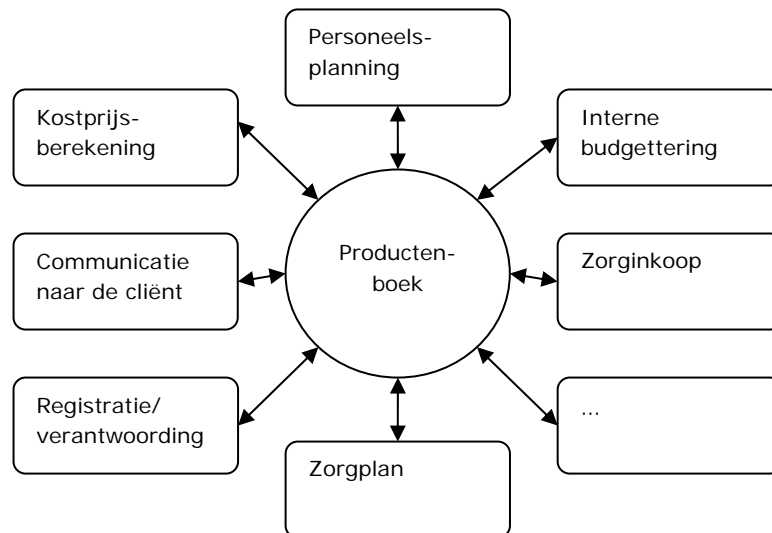 Personeels-
planning
Kostprijs-
berekening
Interne
budgettering
Producten-
boek
Communicatie
naar de cliënt
Zorginkoop
Registratie/
verantwoording
Zorgplan
...